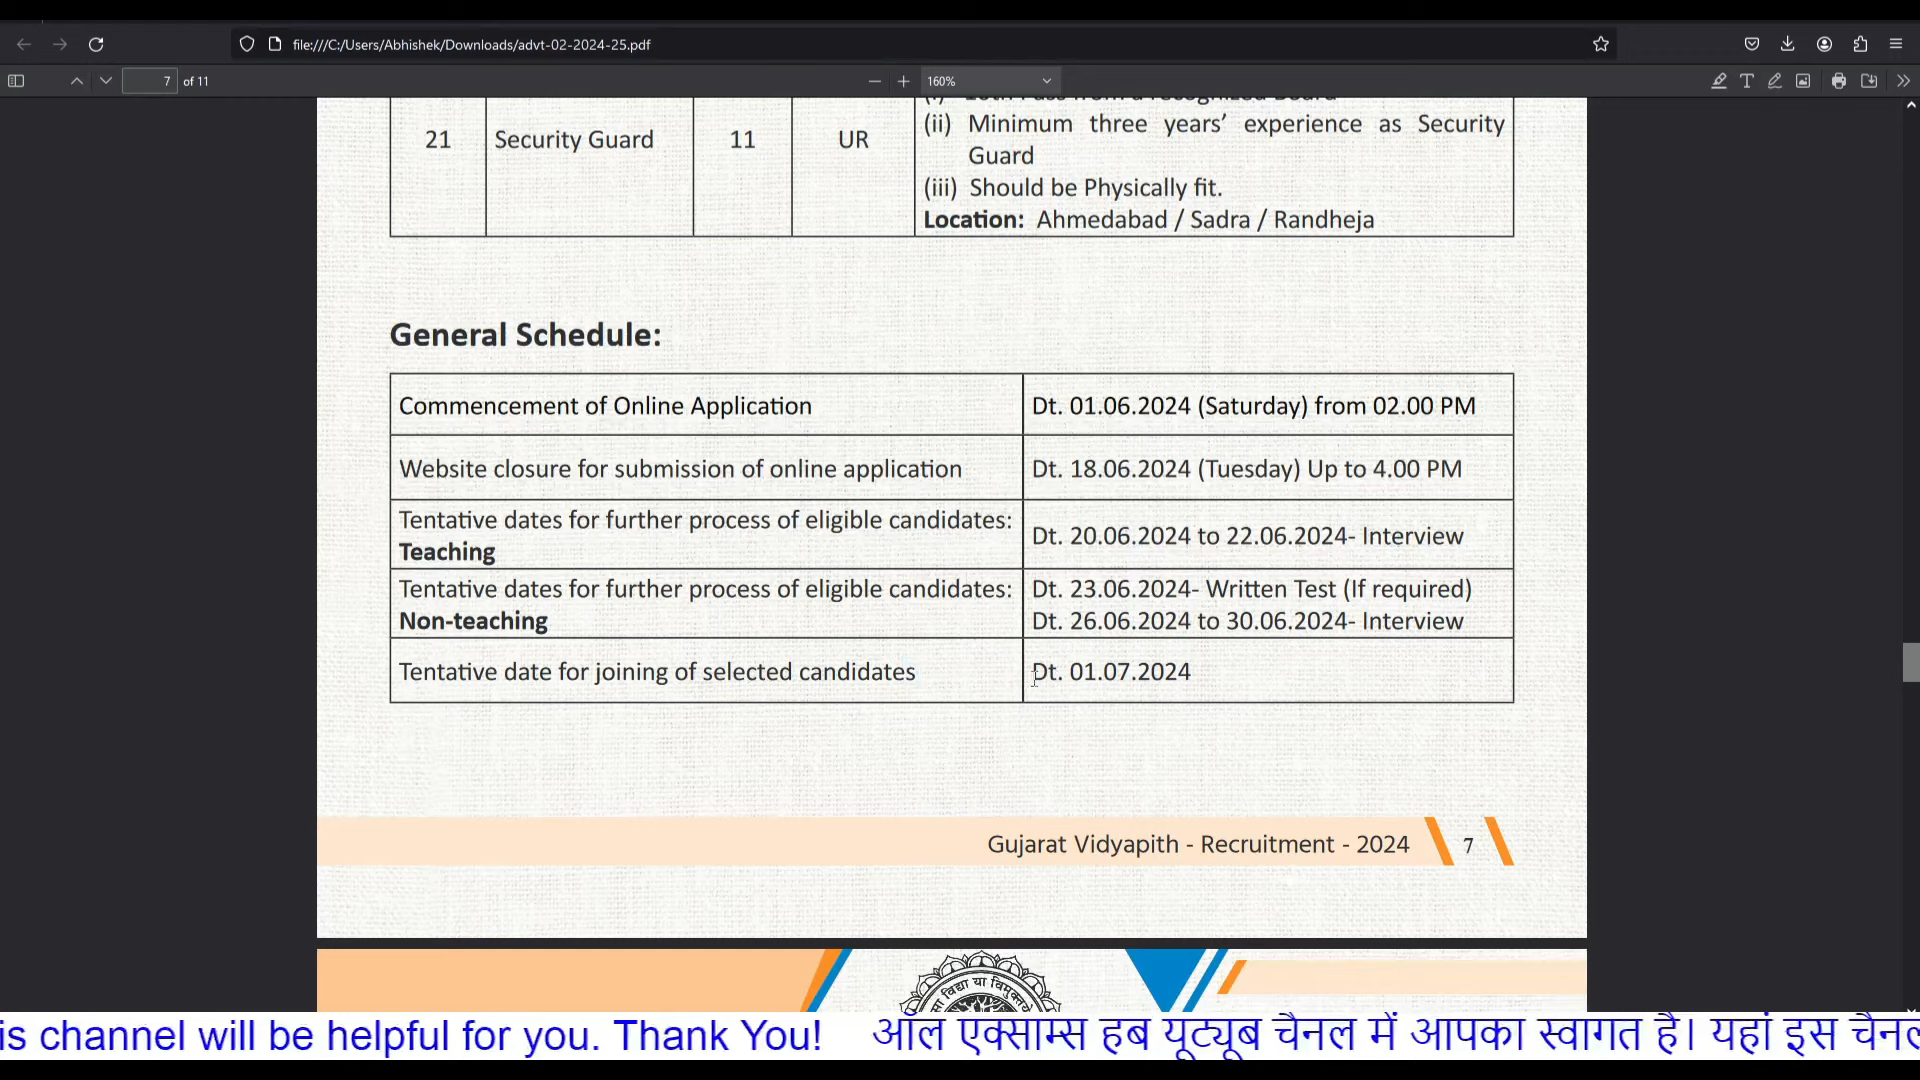 file:///C:/Users/Abhishek/Downloads/advt-02-2024-25.pdf
7 of 11
160%
(i) 10th Pass from a recognized Board
21 Security Guard 11 UR
(ii) Minimum three years’ experience as Security
Guard
(iii) Should be Physically fit.
Location: Ahmedabad / Sadra / Randheja
General Schedule:
Commencement of Online Application Dt. 01.06.2024 (Saturday) from 02.00 PM
Website closure for submission of online application Dt. 18.06.2024 (Tuesday) Up to 4.00 PM
Tentative dates for further process of eligible candidates:
Teaching
Dt. 20.06.2024 to 22.06.2024- Interview
Tentative dates for further process of eligible candidates:
Non-teaching
Dt. 23.06.2024- Written Test (If required)
Dt. 26.06.2024 to 30.06.2024- Interview
Tentative date for joining of selected candidates Dt. 01.07.2024
Gujarat Vidyapith - Recruitment - 2024 7
सा विद्या या विमुक्तये
is channel will be helpful for you. Thank You! ऑल एक्साम्स हब यूट्यूब चैनल में आपका स्वागत है। यहां इस चैनल